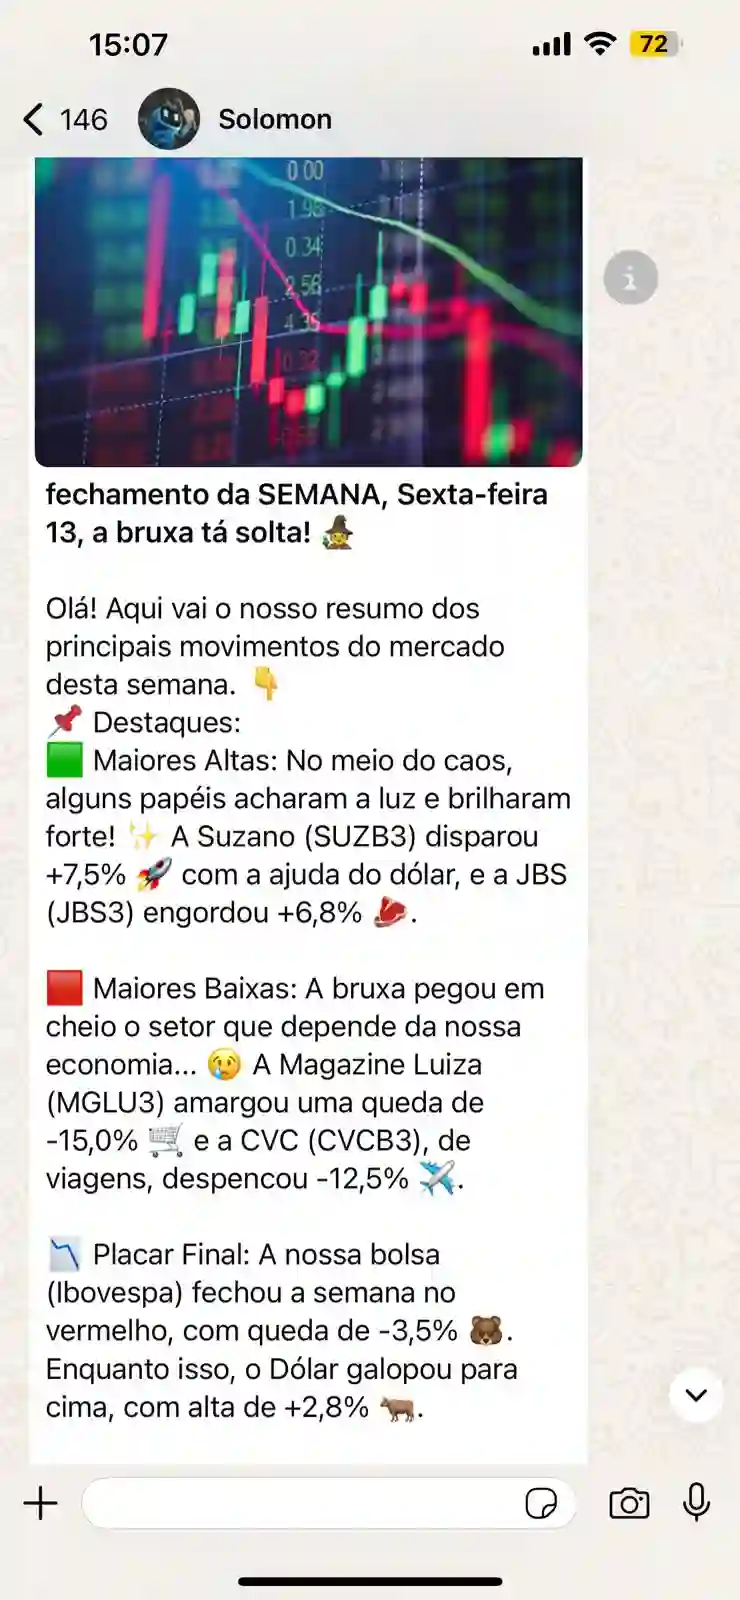 15:07
72
146
Solomon
0.00
1.98
0.34
2.56
4.35
0.32
fechamento da SEMANA, Sexta-feira
13, a bruxa tá solta! 🧙‍♀️
Olá! Aqui vai o nosso resumo dos
principais movimentos do mercado
desta semana. 👇
📌 Destaques:
🟩 Maiores Altas: No meio do caos,
alguns papéis acharam a luz e brilharam
forte! ✨ A Suzano (SUZB3) disparou
+7,5% 🚀 com a ajuda do dólar, e a JBS
(JBS3) engordou +6,8% 🥩.
🟥 Maiores Baixas: A bruxa pegou em
cheio o setor que depende da nossa
economia... 😢 A Magazine Luiza
(MGLU3) amargou uma queda de
-15,0% 🛒 e a CVC (CVCB3), de
viagens, despencou -12,5% ✈️.
📉 Placar Final: A nossa bolsa
(Ibovespa) fechou a semana no
vermelho, com queda de -3,5% 🐻.
Enquanto isso, o Dólar galopou para
cima, com alta de +2,8% 🐂.